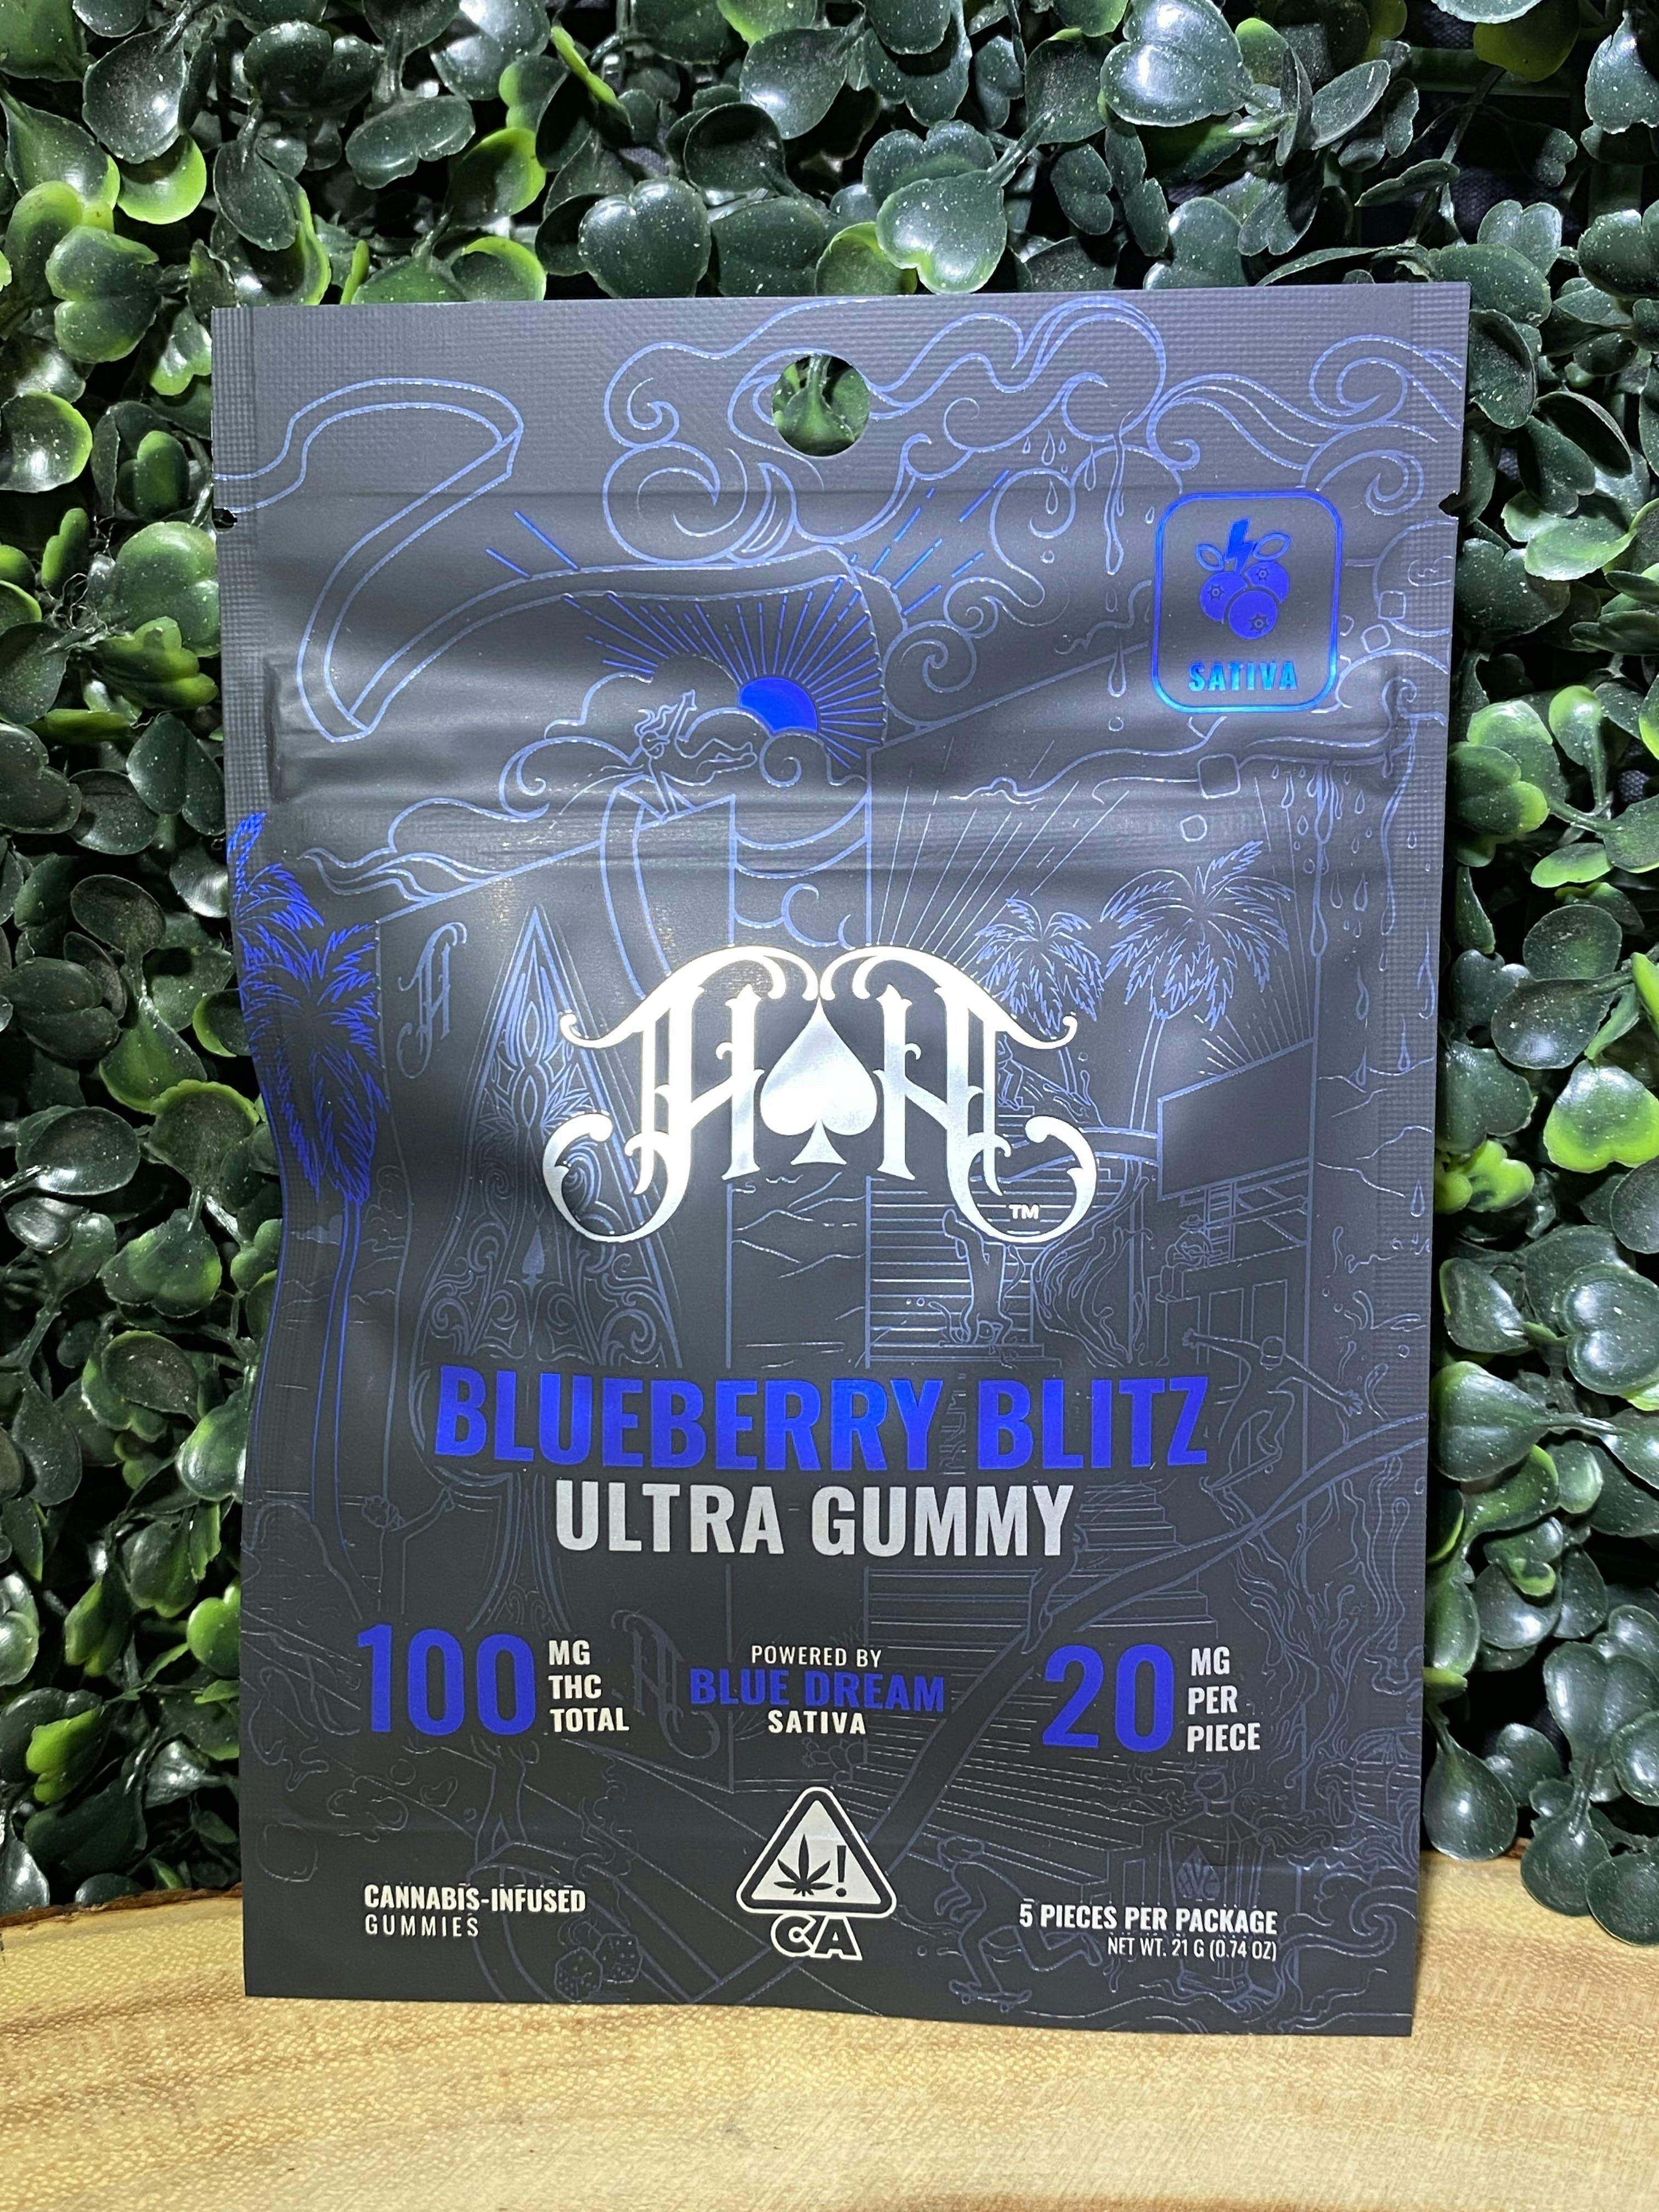 SATIVA
HH
TM
BLUEBERRY BLITZ
ULTRA GUMMY
100 MG
THC
TOTAL
POWERED BY
BLUE DREAM
SATIVA
20 MG
PER
PIECE
CANNABIS-INFUSED
GUMMIES
!
CA
5 PIECES PER PACKAGE
NET WT. 21 G (0.74 OZ)